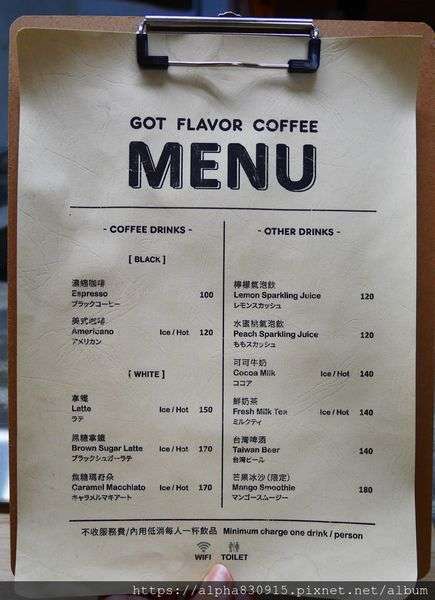 GOT FLAVOR COFFEE
MENU
- COFFEE DRINKS -
[ BLACK ]
濃縮咖啡
Espresso 100
ブラックコーヒー
美式咖啡
Americano Ice / Hot 120
アメリカン
[ WHITE ]
拿鐵
Latte Ice / Hot 150
ラテ
黑糖拿鐵
Brown Sugar Latte Ice / Hot 170
ブラックシュガーラテ
焦糖瑪奇朵
Caramel Macchiato Ice / Hot 170
キャラメルマキアート
- OTHER DRINKS -
檸檬氣泡飲
Lemon Sparkling Juice 120
レモンスカッシュ
水蜜桃氣泡飲
Peach Sparkling Juice 120
ももスカッシュ
可可牛奶
Cocoa Milk Ice / Hot 140
ココア
鮮奶茶
Fresh Milk Tea Ice / Hot 140
ミルクティ
台灣啤酒
Taiwan Beer 140
台湾ビール
芒果冰沙(限定)
Mango Smoothie 180
マンゴースムージー
不收服務費/內用低消每人一杯飲品 Minimum charge one drink / person
WIFI TOILET
https://alpha830915.pixnet.net/album